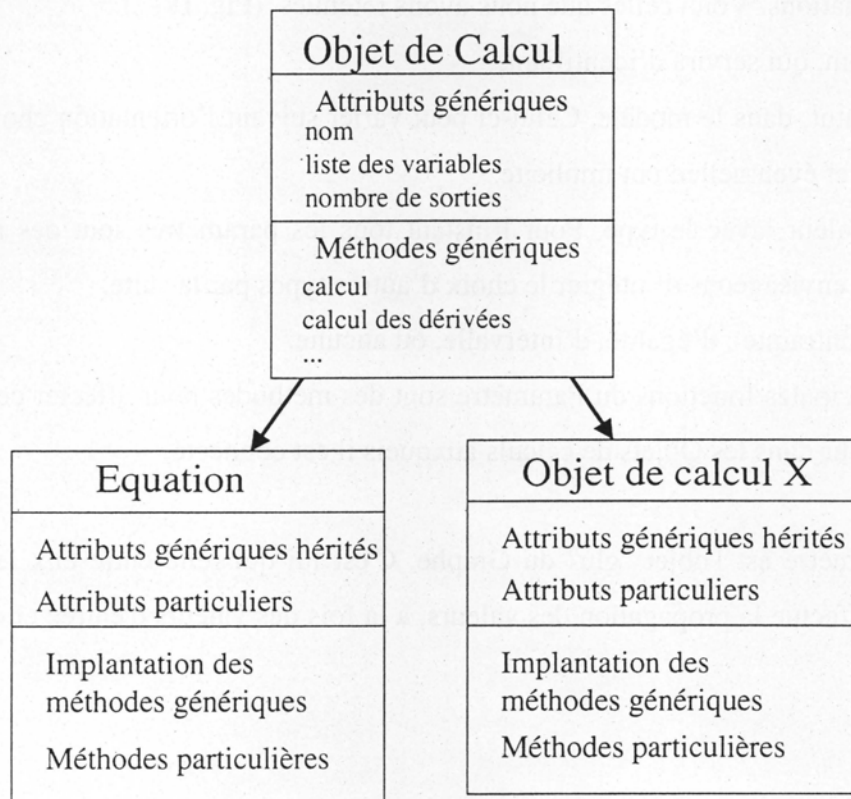 Objet de Calcul
Attributs génériques
nom
liste des variables
nombre de sorties
Méthodes génériques
calcul
calcul des dérivées
...
Equation
Attributs génériques hérités
Attributs particuliers
Implantation des
méthodes génériques
Méthodes particulières
Objet de calcul X
Attributs génériques hérités
Attributs particuliers
Implantation des
méthodes génériques
Méthodes particulières